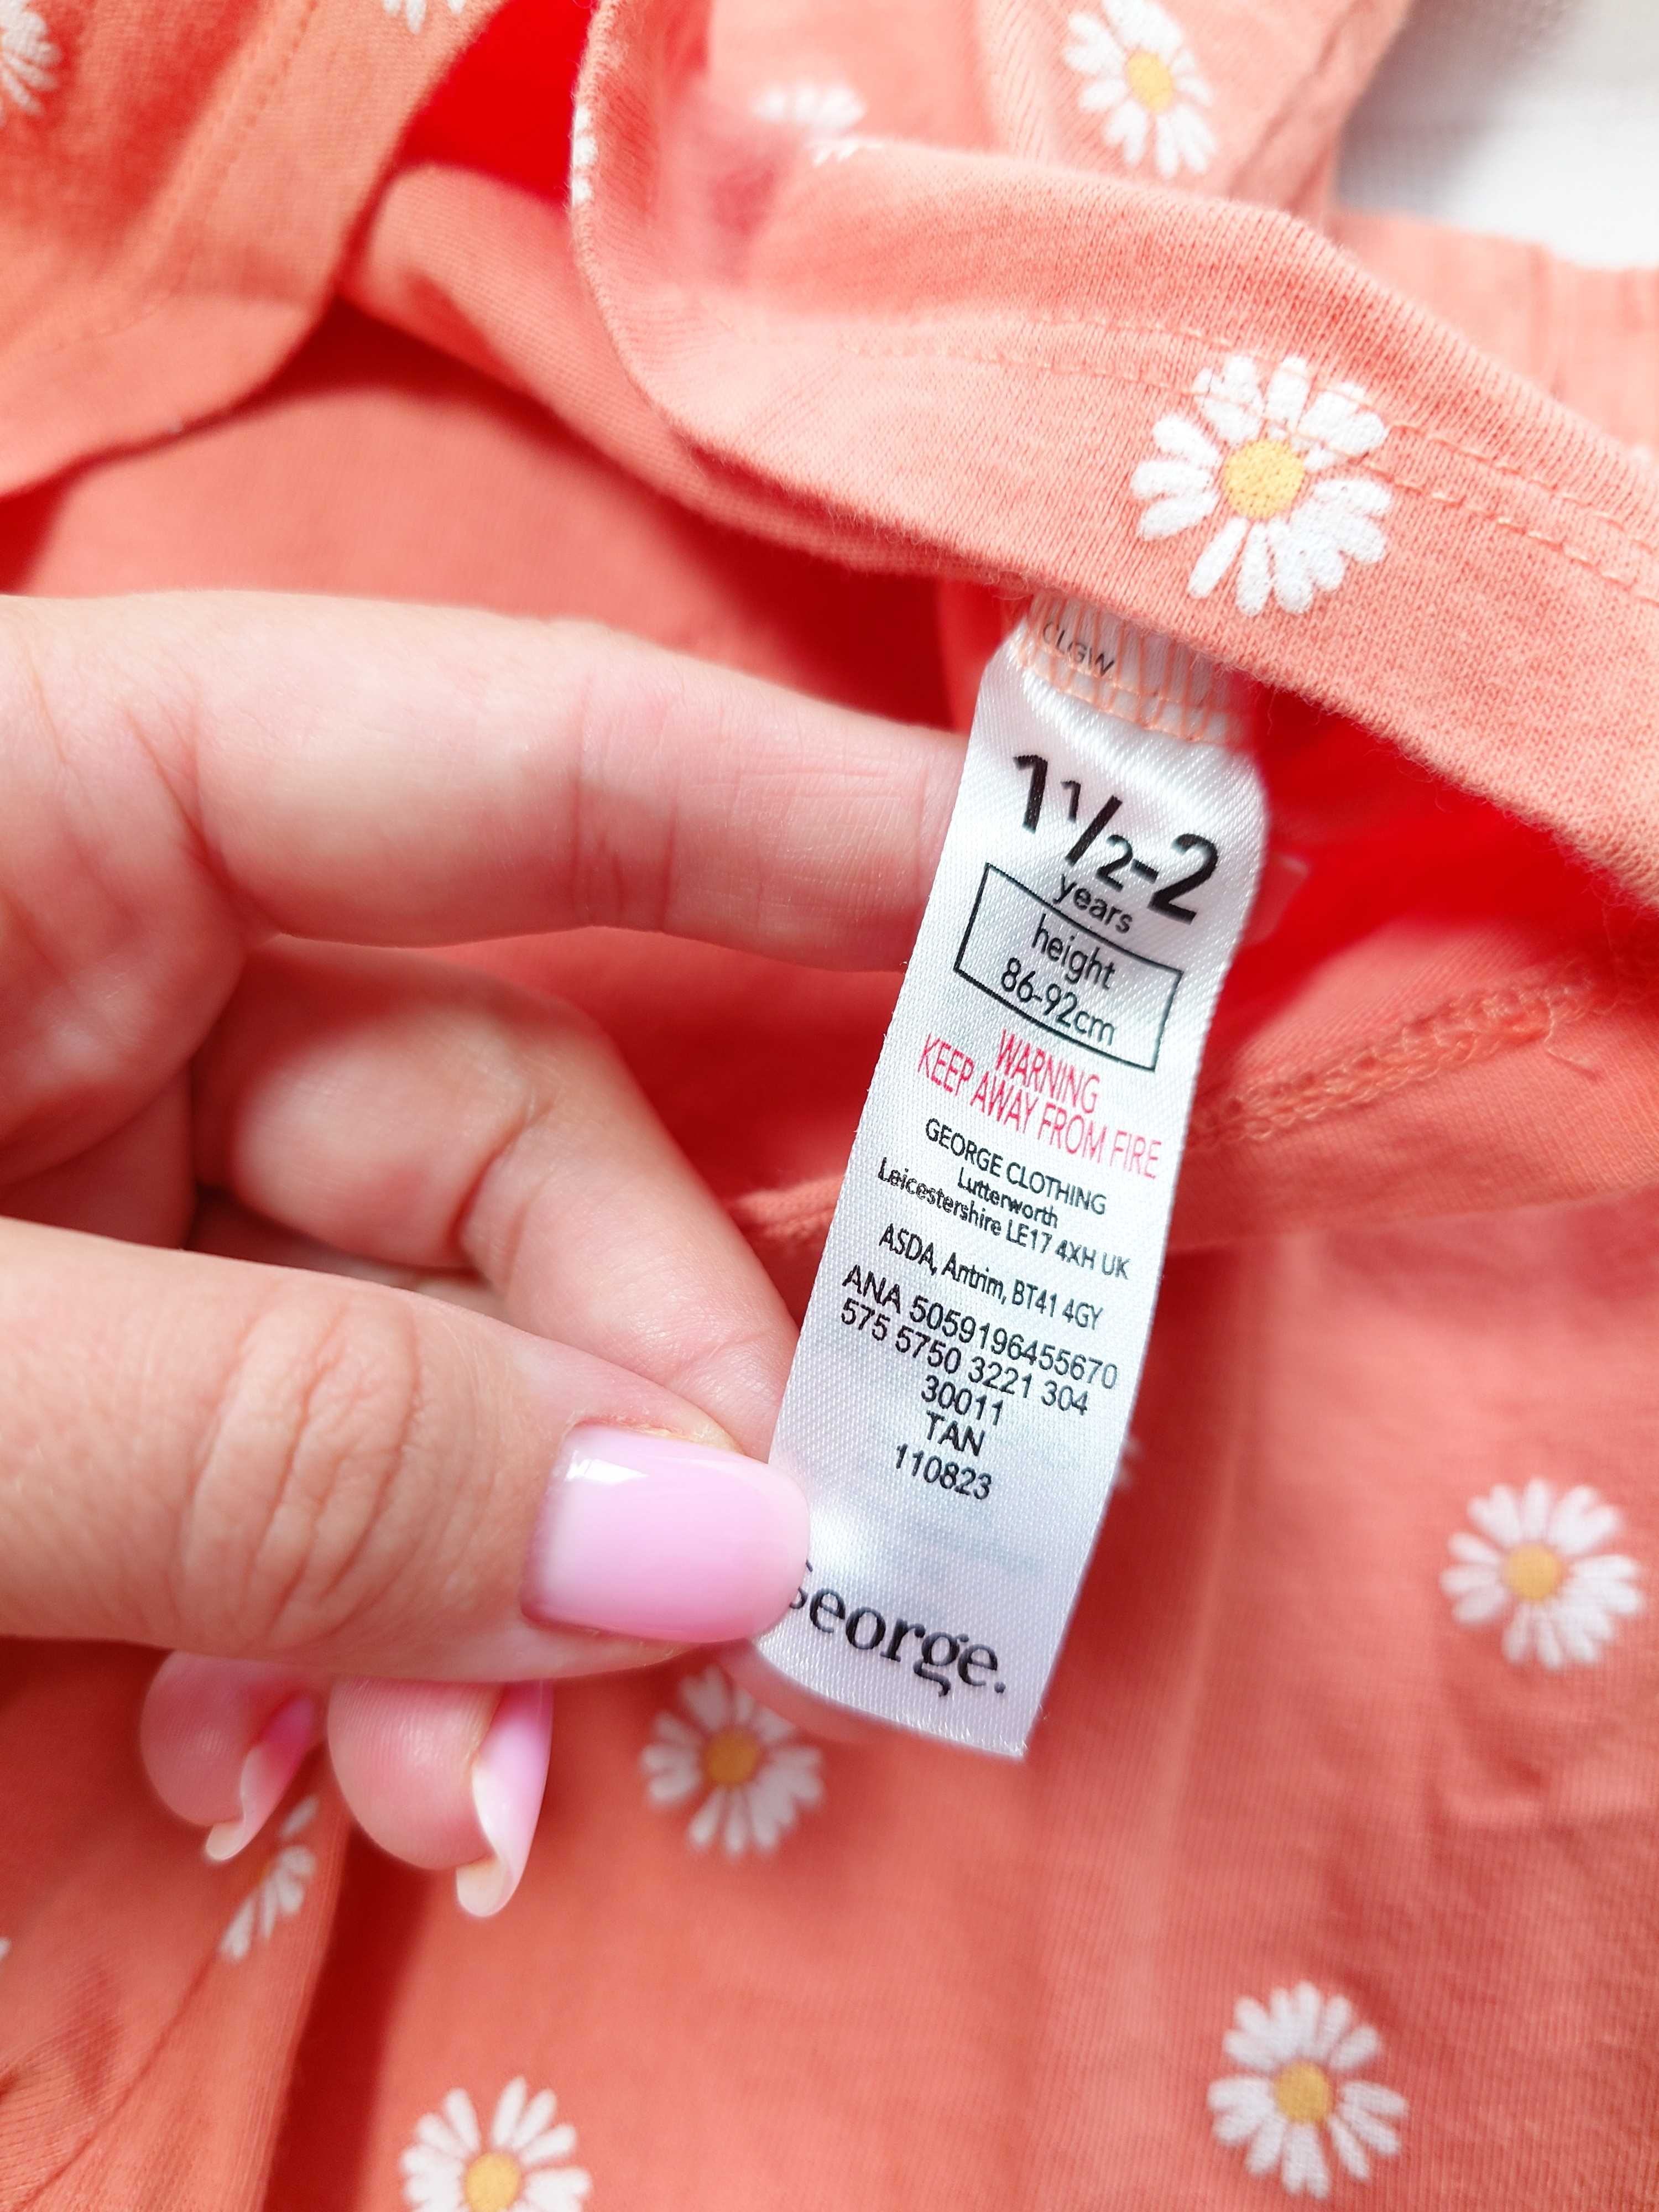 1½-2
years
height
86-92cm
WARNING
KEEP AWAY FROM FIRE
GEORGE CLOTHING
Lutterworth
Leicestershire LE17 4XH UK
ASDA, Antrim, BT41 4GY
ANA 5059196455670
575 5750 3221 304
30011
TAN
110823
George.